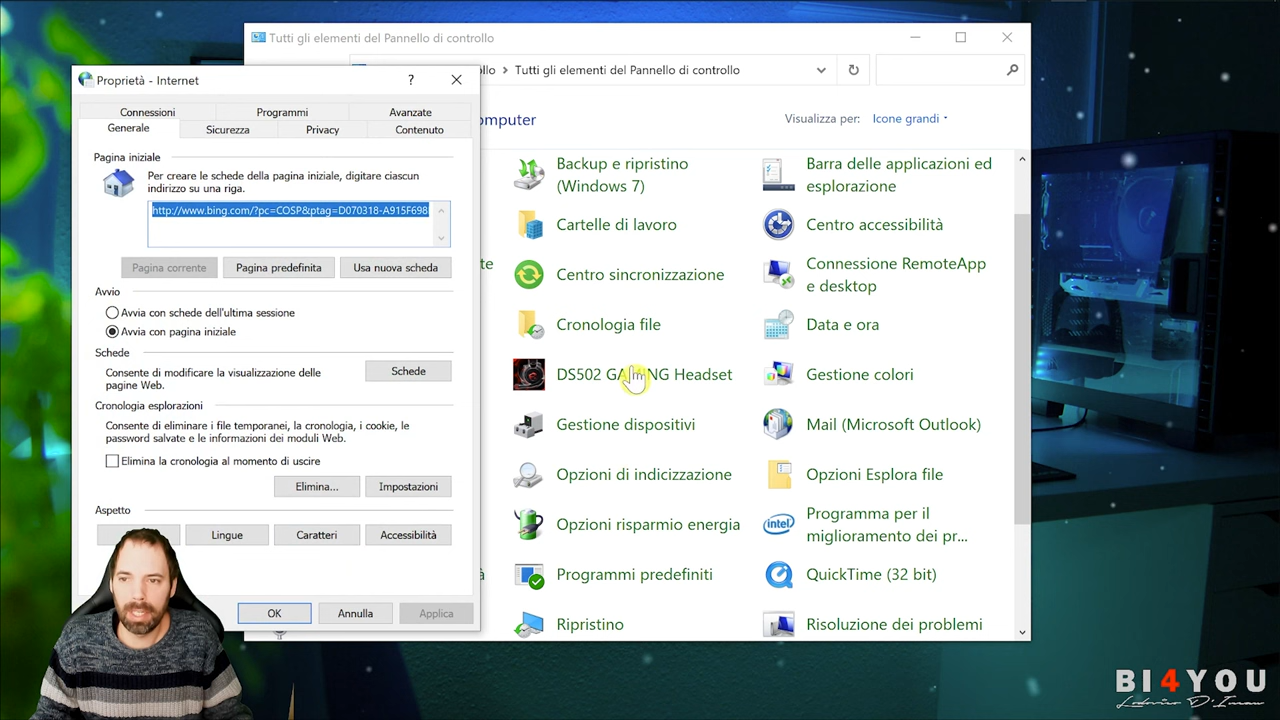 Tutti gli elementi del Pannello di controllo
Tutti gli elementi del Pannello di controllo
Visualizza per: Icone grandi
Backup e ripristino
(Windows 7)
Barra delle applicazioni ed
esplorazione
Cartelle di lavoro
Centro accessibilità
Centro sincronizzazione
Connessione RemoteApp
e desktop
Cronologia file
Data e ora
DS502 GAMING Headset
Gestione colori
Gestione dispositivi
Mail (Microsoft Outlook)
Opzioni di indicizzazione
Opzioni Esplora file
Opzioni risparmio energia
Programma per il
miglioramento dei pr...
Programmi predefiniti
QuickTime (32 bit)
Ripristino
Risoluzione dei problemi
intel
Proprietà - Internet
?
Connessioni
Programmi
Avanzate
Generale
Sicurezza
Privacy
Contenuto
Pagina iniziale
Per creare le schede della pagina iniziale, digitare ciascun
indirizzo su una riga.
http://www.bing.com/?pc=COSP&ptag=D070318-A915F698
Pagina corrente
Pagina predefinita
Usa nuova scheda
Avvio
Avvia con schede dell'ultima sessione
Avvia con pagina iniziale
Schede
Consente di modificare la visualizzazione delle
pagine Web.
Schede
Cronologia esplorazioni
Consente di eliminare i file temporanei, la cronologia, i cookie, le
password salvate e le informazioni dei moduli Web.
Elimina la cronologia al momento di uscire
Elimina...
Impostazioni
Aspetto
Lingue
Caratteri
Accessibilità
OK
Annulla
Applica
BI4YOU